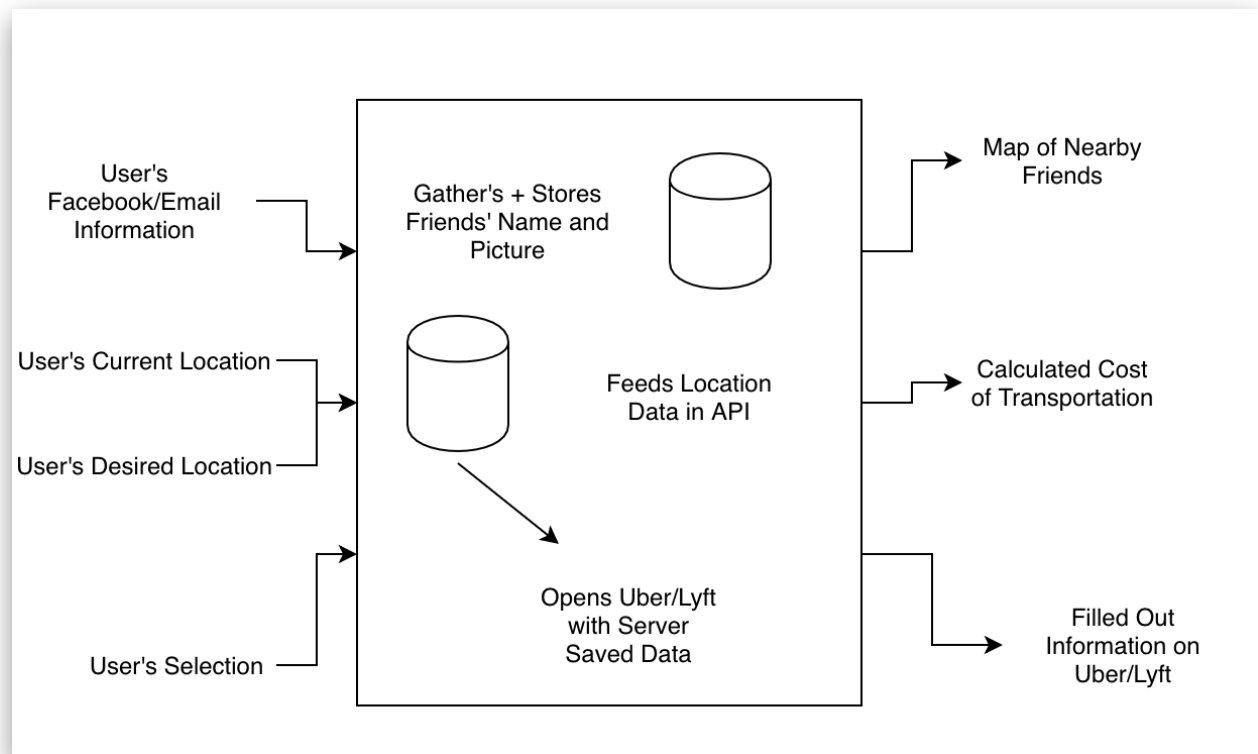 User's
Facebook/Email
Information
User's Current Location
User's Desired Location
User's Selection
Gather's + Stores
Friends' Name and
Picture
Feeds Location
Data in API
Opens Uber/Lyft
with Server
Saved Data
Map of Nearby
Friends
Calculated Cost
of Transportation
Filled Out
Information on
Uber/Lyft